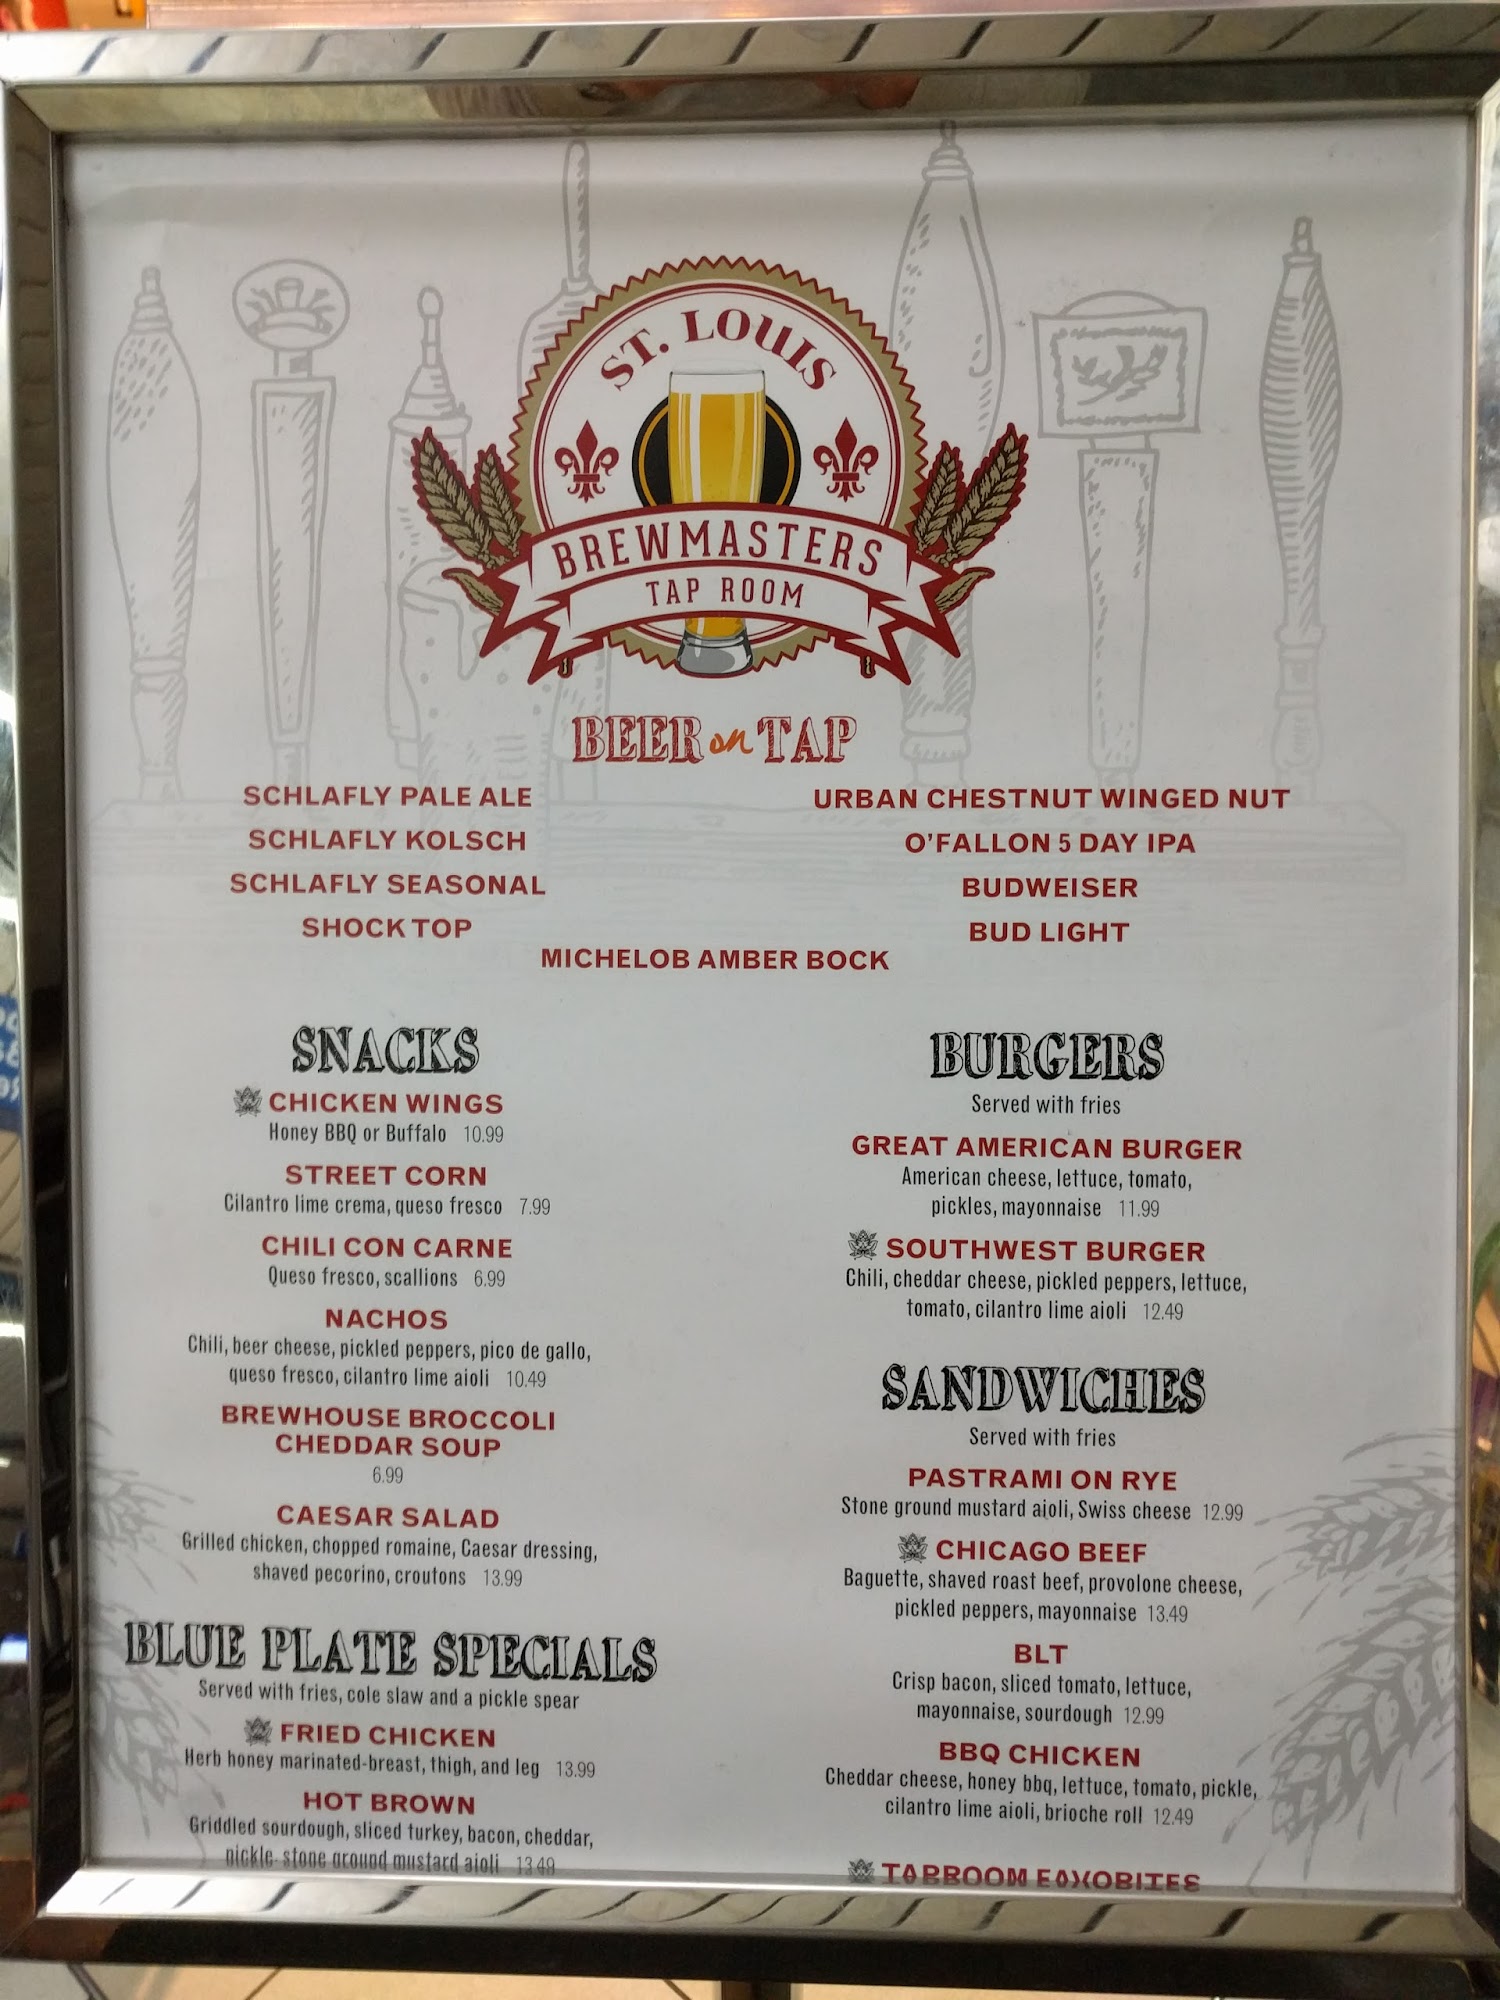 ST. LOUIS
BREWMASTERS
TAP ROOM
BEER on TAP
SCHLAFLY PALE ALE
SCHLAFLY KOLSCH
SCHLAFLY SEASONAL
SHOCK TOP
URBAN CHESTNUT WINGED NUT
O'FALLON 5 DAY IPA
BUDWEISER
BUD LIGHT
MICHELOB AMBER BOCK
SNACKS
CHICKEN WINGS
Honey BBQ or Buffalo 10.99
STREET CORN
Cilantro lime crema, queso fresco 7.99
CHILI CON CARNE
Queso fresco, scallions 6.99
NACHOS
Chili, beer cheese, pickled peppers, pico de gallo,
queso fresco, cilantro lime aioli 10.49
BREWHOUSE BROCCOLI
CHEDDAR SOUP
6.99
CAESAR SALAD
Grilled chicken, chopped romaine, Caesar dressing,
shaved pecorino, croutons 13.99
BLUE PLATE SPECIALS
Served with fries, cole slaw and a pickle spear
FRIED CHICKEN
Herb honey marinated-breast, thigh, and leg 13.99
HOT BROWN
Griddled sourdough, sliced turkey, bacon, cheddar,
pickle- stone ground mustard aioli 13.49
BURGERS
Served with fries
GREAT AMERICAN BURGER
American cheese, lettuce, tomato,
pickles, mayonnaise 11.99
SOUTHWEST BURGER
Chili, cheddar cheese, pickled peppers, lettuce,
tomato, cilantro lime aioli 12.49
SANDWICHES
Served with fries
PASTRAMI ON RYE
Stone ground mustard aioli, Swiss cheese 12.99
CHICAGO BEEF
Baguette, shaved roast beef, provolone cheese,
pickled peppers, mayonnaise 13.49
BLT
Crisp bacon, sliced tomato, lettuce,
mayonnaise, sourdough 12.99
BBQ CHICKEN
Cheddar cheese, honey bbq, lettuce, tomato, pickle,
cilantro lime aioli, brioche roll 12.49
TAPROOM FAVORITES